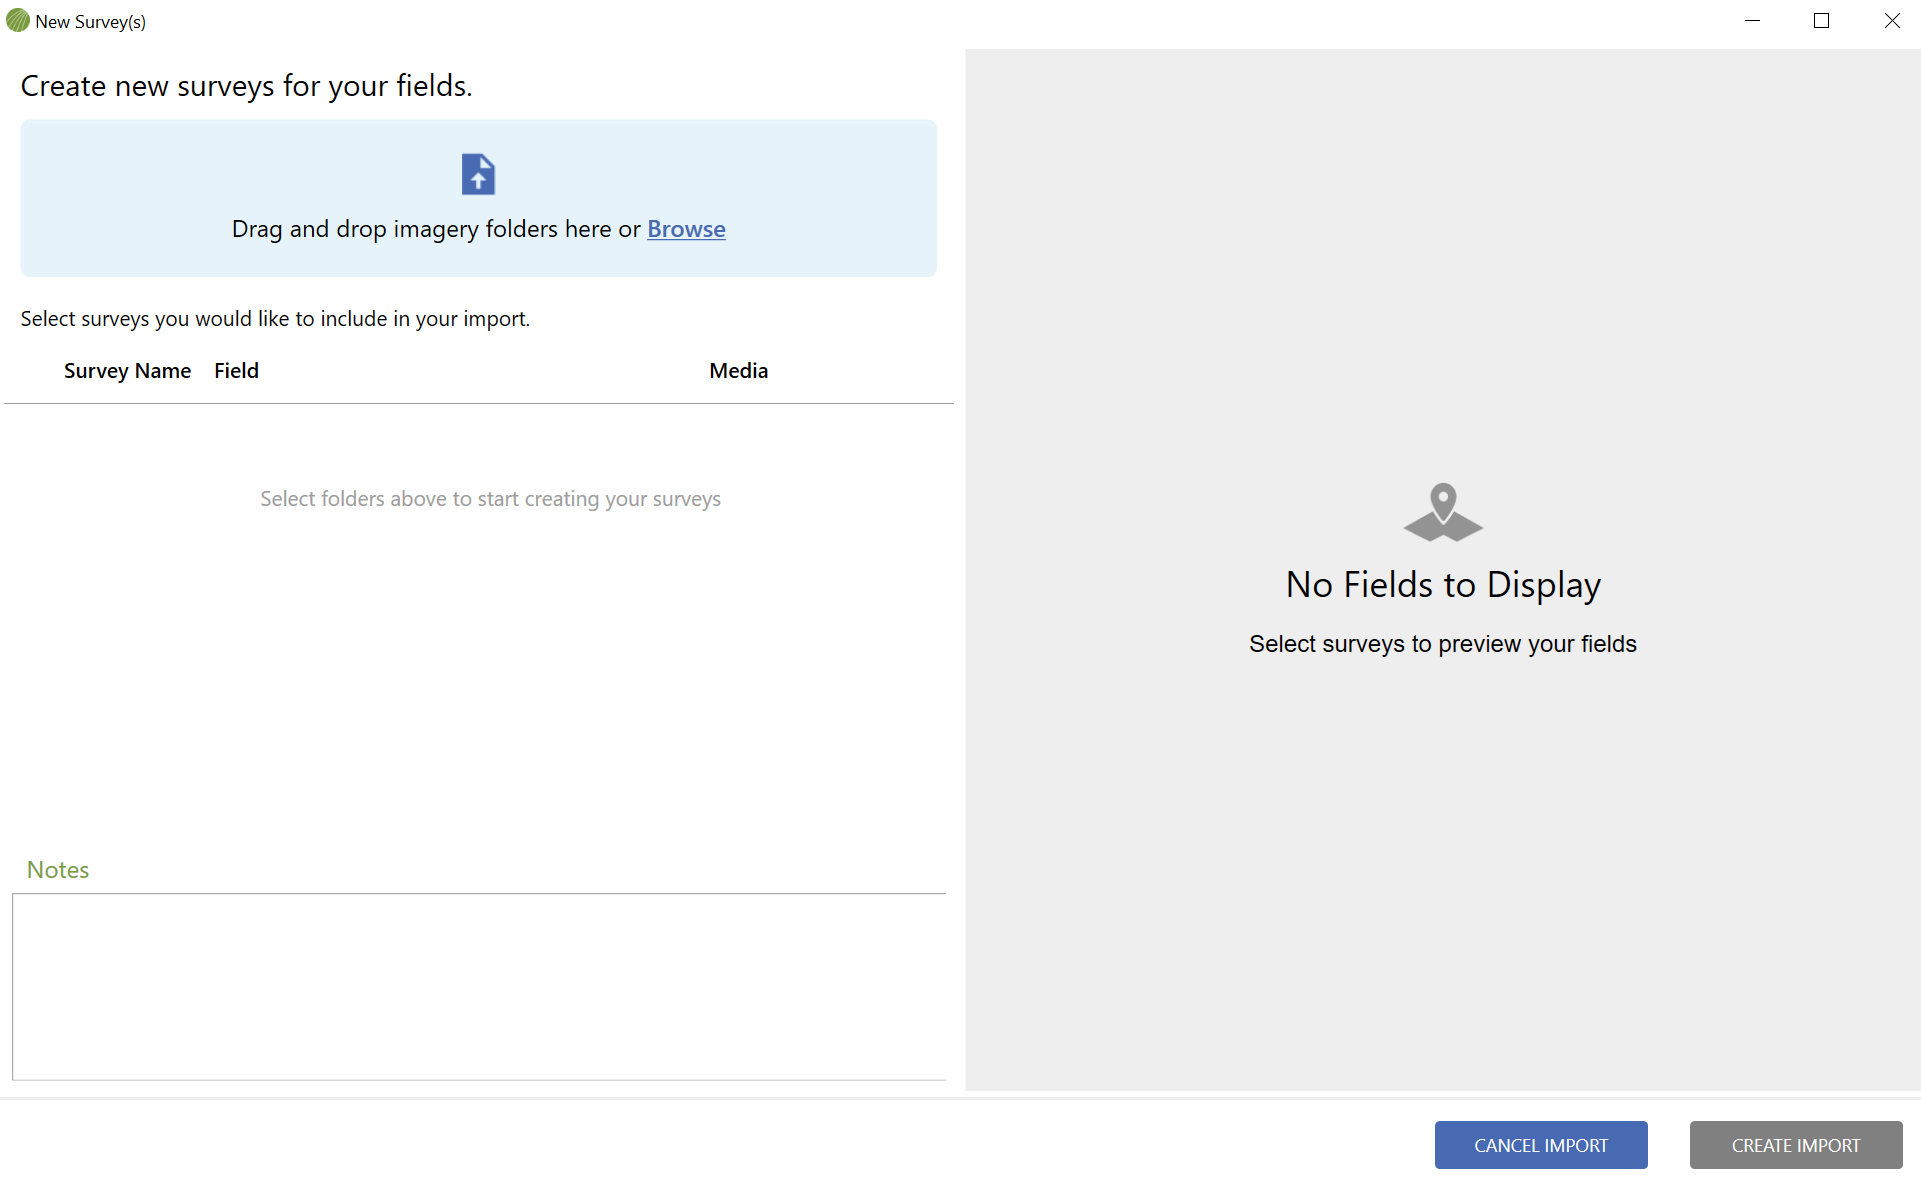 New Survey(s)
Create new surveys for your fields.
Drag and drop imagery folders here or Browse
Select surveys you would like to include in your import.
Survey Name Field Media
Select folders above to start creating your surveys
No Fields to Display
Select surveys to preview your fields
Notes
CANCEL IMPORT CREATE IMPORT